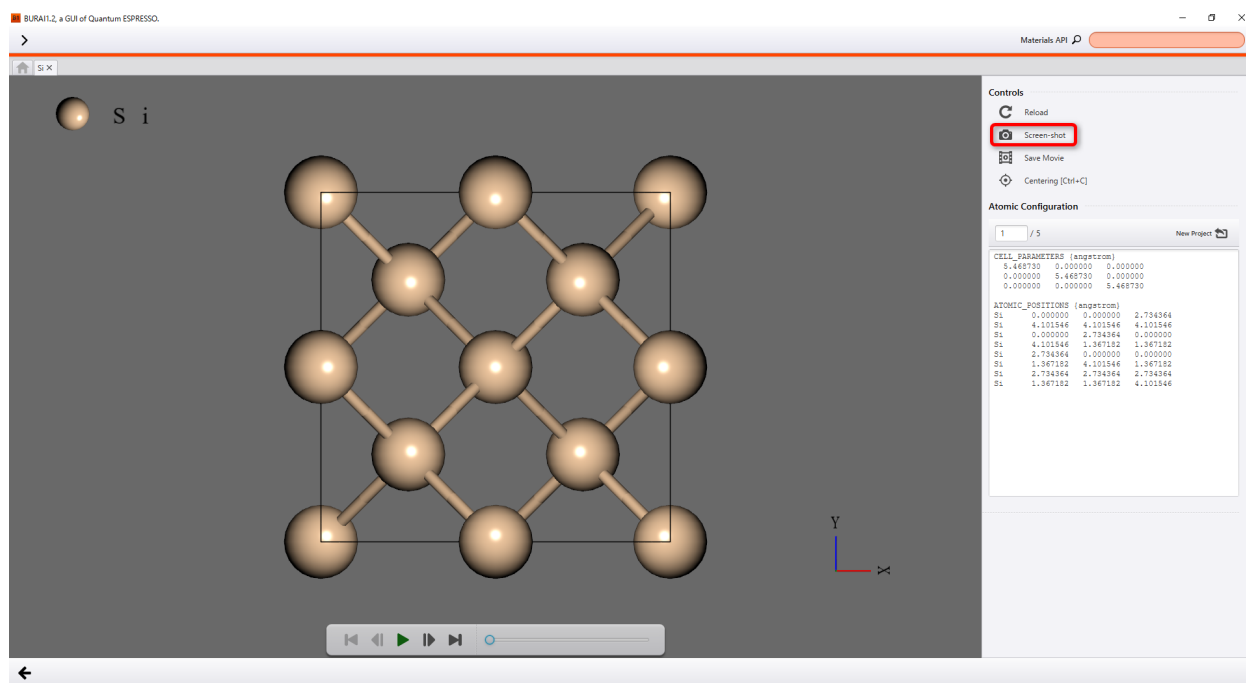 BURAI1.2, a GUI of Quantum ESPRESSO.
Materials API
Si
S i
Controls
Reload
Screen-shot
Save Movie
Centering [Ctrl+C]
Atomic Configuration
1 / 5 New Project
CELL_PARAMETERS {angstrom}
5.468730 0.000000 0.000000
0.000000 5.468730 0.000000
0.000000 0.000000 5.468730
ATOMIC_POSITIONS {angstrom}
Si 0.000000 0.000000 2.734364
Si 4.101546 4.101546 4.101546
Si 0.000000 2.734364 0.000000
Si 4.101546 1.367182 1.367182
Si 2.734364 0.000000 0.000000
Si 1.367182 4.101546 1.367182
Si 2.734364 2.734364 2.734364
Si 1.367182 1.367182 4.101546
Y
X